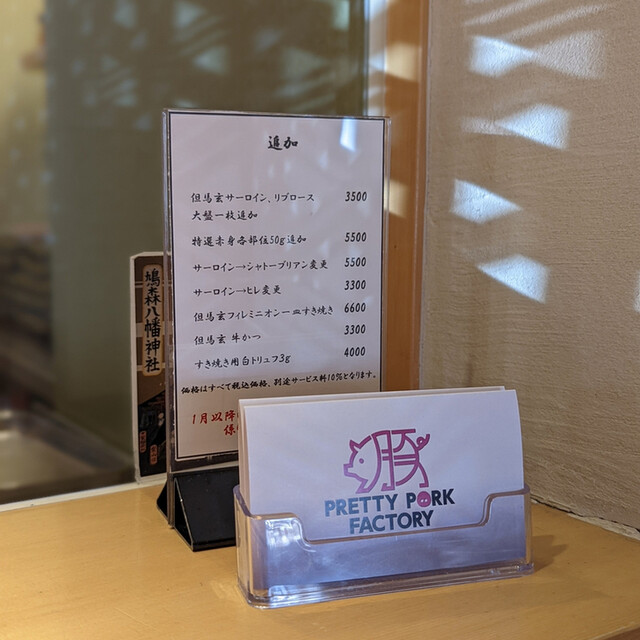 追加
但馬玄サーロイン、リブロース 3500
大盤一枚追加
特選赤身各部位50g追加 5500
サーロイン→シャトーブリアン変更 5500
サーロイン→ヒレ変更 3300
但馬玄フィレミニオン一皿すき焼き 6600
但馬玄 牛かつ 3300
すき焼き用白トリュフ3g 4000
価格はすべて税込価格、別途サービス料10%となります。
1月以降
鳩森八幡神社
豚
PRETTY PORK
FACTORY